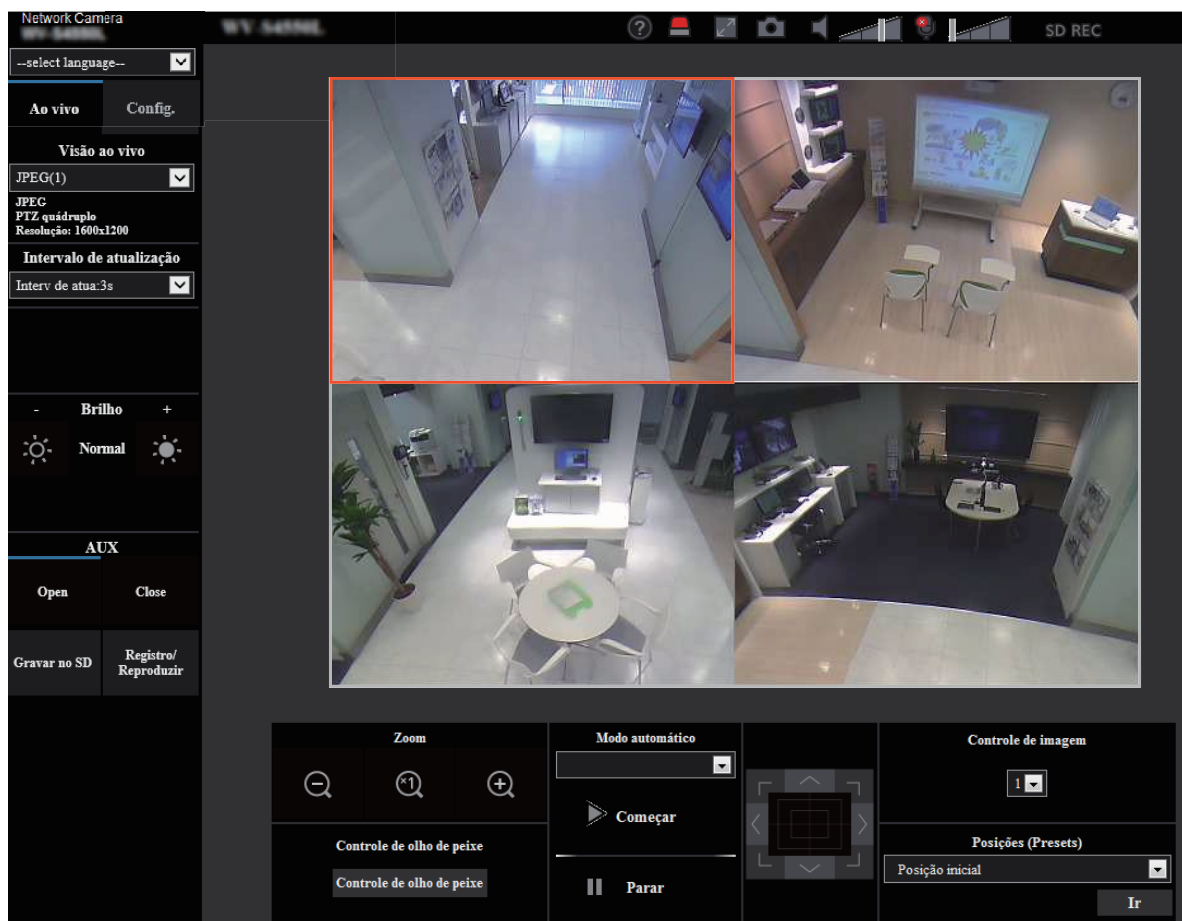 Network Camera
SD REC
--select language--
Ao vivo
Config.
Visão ao vivo
JPEG(1)
JPEG
PTZ quádruplo
Resolução: 1600x1200
Intervalo de atualização
Interv de atua:3s
- Brilho +
Normal
AUX
Open
Close
Gravar no SD
Registro/
Reproduzir
Zoom
×1
Controle de olho de peixe
Controle de olho de peixe
Modo automático
Começar
Parar
Controle de imagem
1
Posições (Presets)
Posição inicial
Ir